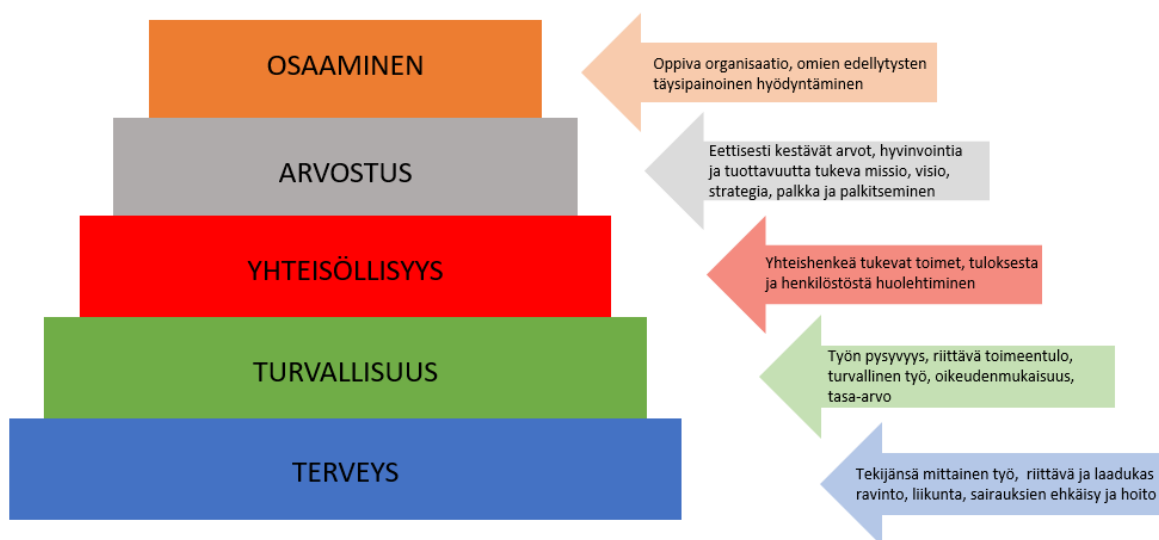 OSAAMINEN
Oppiva organisaatio, omien edellytysten
täysipainoinen hyödyntäminen
ARVOSTUS
Eettisesti kestävät arvot, hyvinvointia
ja tuottavuutta tukeva missio, visio,
strategia, palkka ja palkitseminen
YHTEISÖLLISYYS
Yhteishenkeä tukevat toimet, tuloksesta
ja henkilöstöstä huolehtiminen
TURVALLISUUS
Työn pysyvyys, riittävä toimeentulo,
turvallinen työ, oikeudenmukaisuus,
tasa-arvo
TERVEYS
Tekijänsä mittainen työ, riittävä ja laadukas
ravinto, liikunta, sairauksien ehkäisy ja hoito